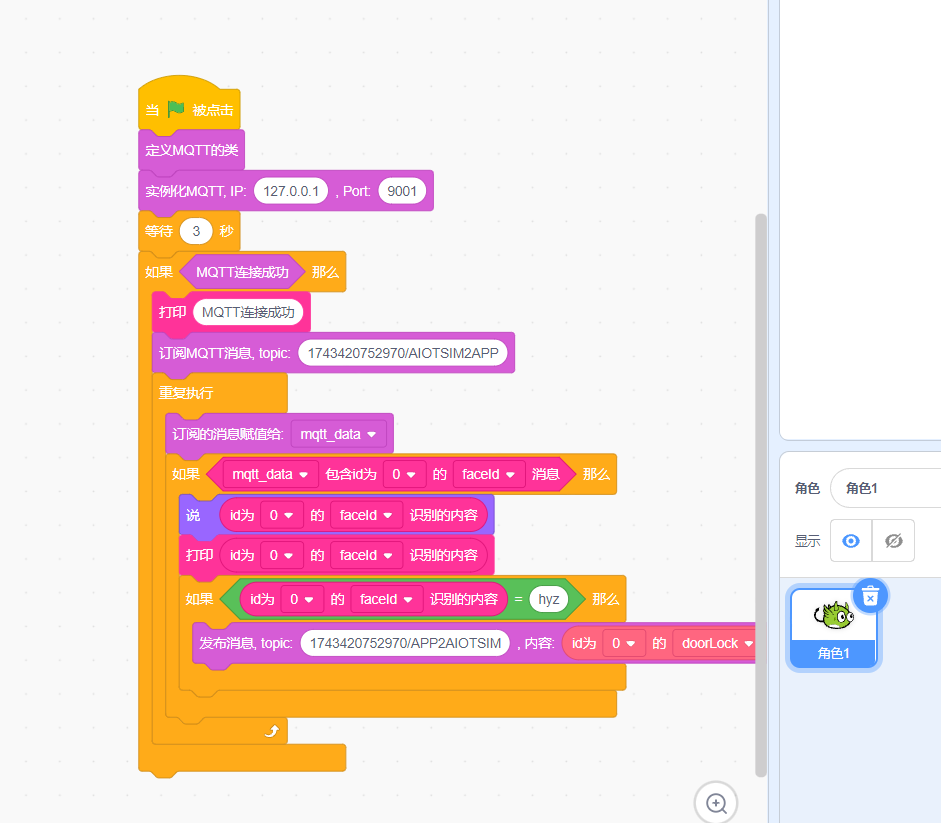 当 被点击
定义MQTT的类
实例化MQTT, IP: 127.0.0.1 , Port: 9001
等待 3 秒
如果 MQTT连接成功 那么
打印 MQTT连接成功
订阅MQTT消息, topic: 1743420752970/AIOTSIM2APP
重复执行
订阅的消息赋值给: mqtt_data
如果 mqtt_data 包含id为 0 的 faceId 消息 那么
说 id为 0 的 faceId 识别的内容
打印 id为 0 的 faceId 识别的内容
如果 id为 0 的 faceId 识别的内容 = hyz 那么
发布消息, topic: 1743420752970/APP2AIOTSIM , 内容: id为 0 的 doorLock
角色 角色1
显示
角色1